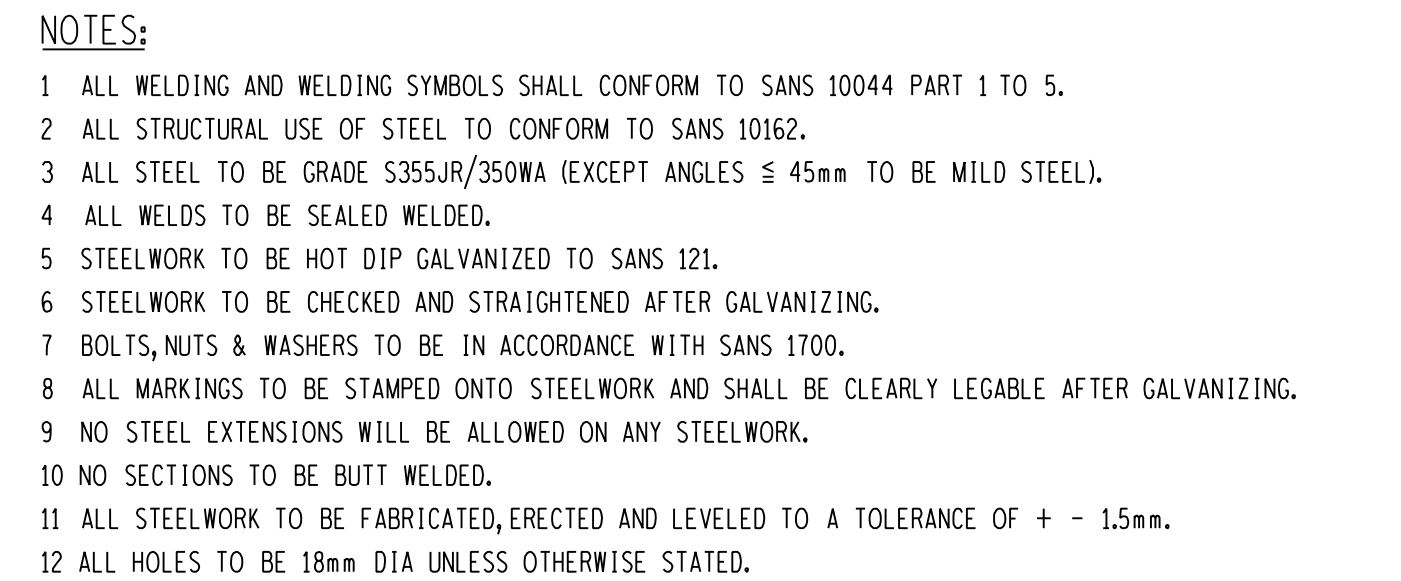 NOTES:
1 ALL WELDING AND WELDING SYMBOLS SHALL CONFORM TO SANS 10044 PART 1 TO 5.
2 ALL STRUCTURAL USE OF STEEL TO CONFORM TO SANS 10162.
3 ALL STEEL TO BE GRADE S355JR/350WA (EXCEPT ANGLES ≦ 45mm TO BE MILD STEEL).
4 ALL WELDS TO BE SEALED WELDED.
5 STEELWORK TO BE HOT DIP GALVANIZED TO SANS 121.
6 STEELWORK TO BE CHECKED AND STRAIGHTENED AFTER GALVANIZING.
7 BOLTS, NUTS & WASHERS TO BE IN ACCORDANCE WITH SANS 1700.
8 ALL MARKINGS TO BE STAMPED ONTO STEELWORK AND SHALL BE CLEARLY LEGABLE AFTER GALVANIZING.
9 NO STEEL EXTENSIONS WILL BE ALLOWED ON ANY STEELWORK.
10 NO SECTIONS TO BE BUTT WELDED.
11 ALL STEELWORK TO BE FABRICATED, ERECTED AND LEVELED TO A TOLERANCE OF + - 1.5mm.
12 ALL HOLES TO BE 18mm DIA UNLESS OTHERWISE STATED.